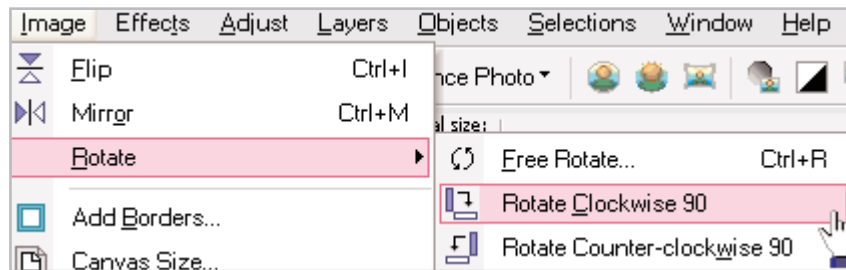 Image Effects Adjust Layers Objects Selections Window Help
Flip Ctrl+I
nce Photo
Mirror Ctrl+M
al size:
Rotate
Free Rotate... Ctrl+R
Rotate Clockwise 90
Add Borders...
Rotate Counter-clockwise 90
Canvas Size...